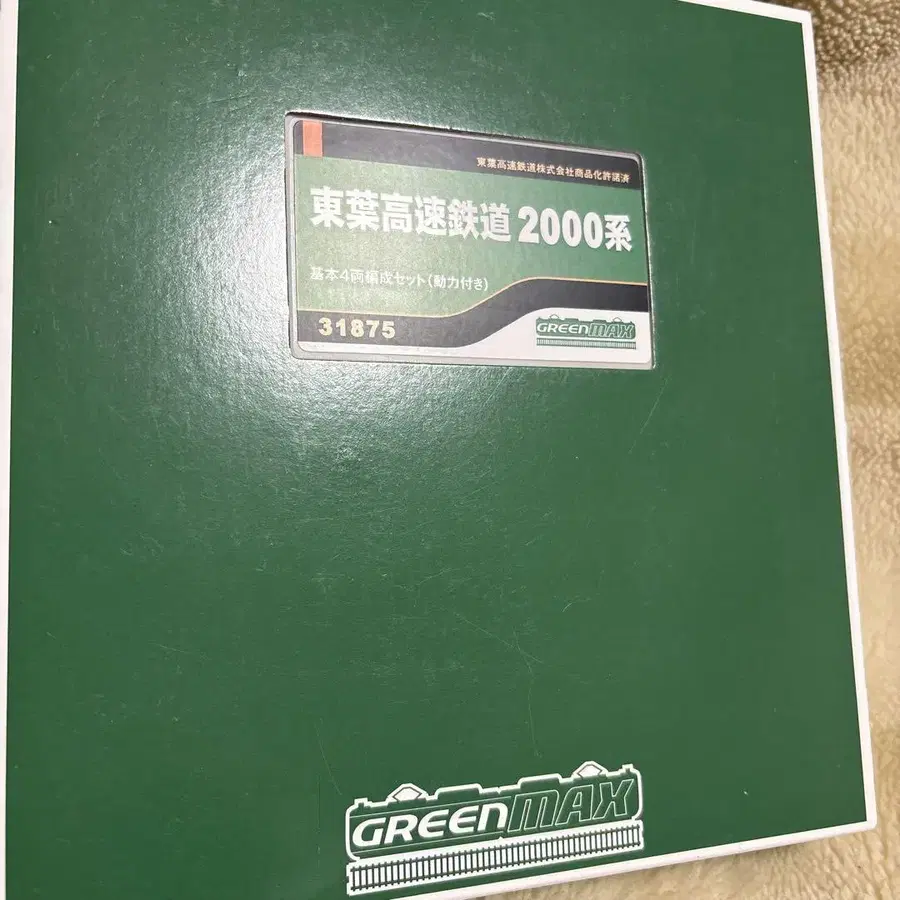 東葉高速鉄道株式会社商品化許諾済
東葉高速鉄道 2000系
基本4両編成セット(動力付き)
31875
GREENMAX
GREENMAX